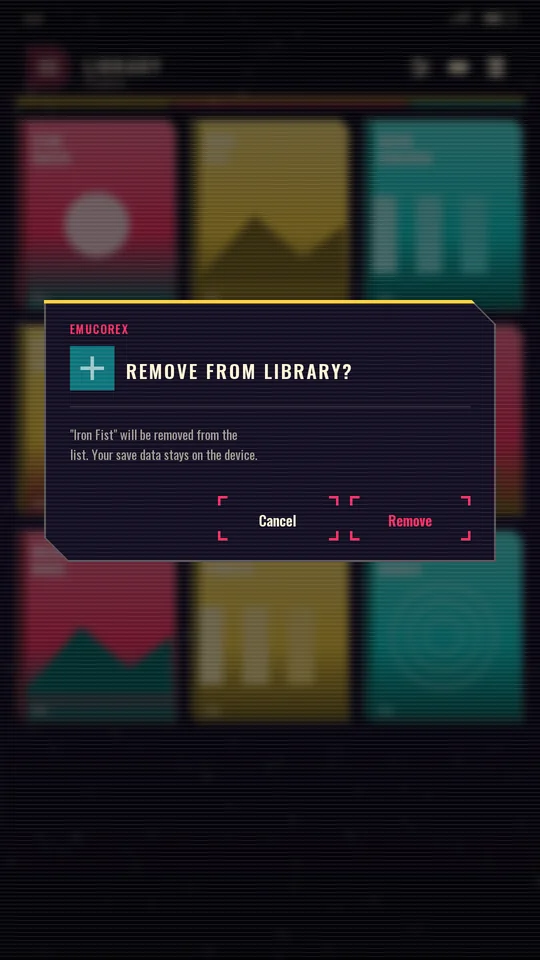 LIBRARY
EMUCOREX
REMOVE FROM LIBRARY?
"Iron Fist" will be removed from the
list. Your save data stays on the device.
Cancel
Remove